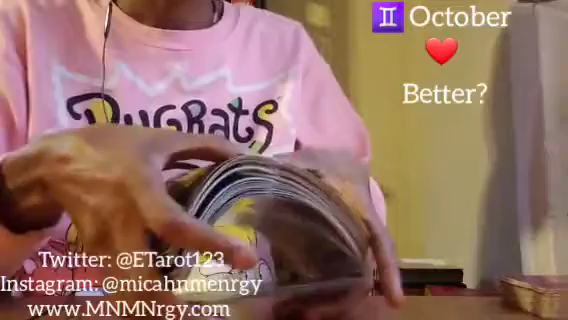 ♊ October
❤️
Better?
RUGRATS
Twitter: @ETarot123
Instagram: @micahnmenrgy
www.MNMNrgy.com